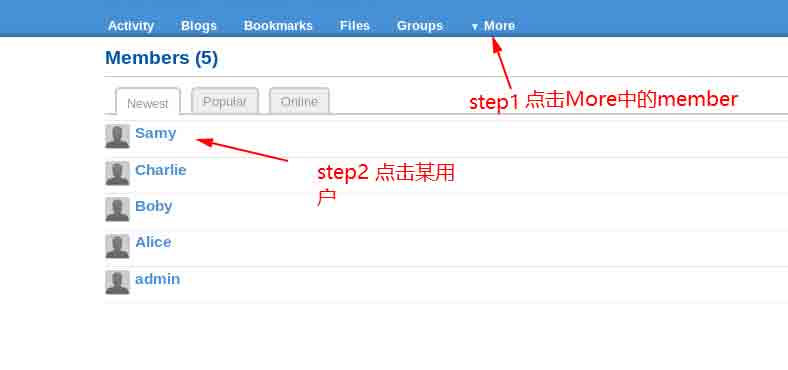 Activity Blogs Bookmarks Files Groups ▼ More
Members (5)
step1 点击More中的member
Newest Popular Online
Samy
step2 点击某用
户
Charlie
Boby
Alice
admin